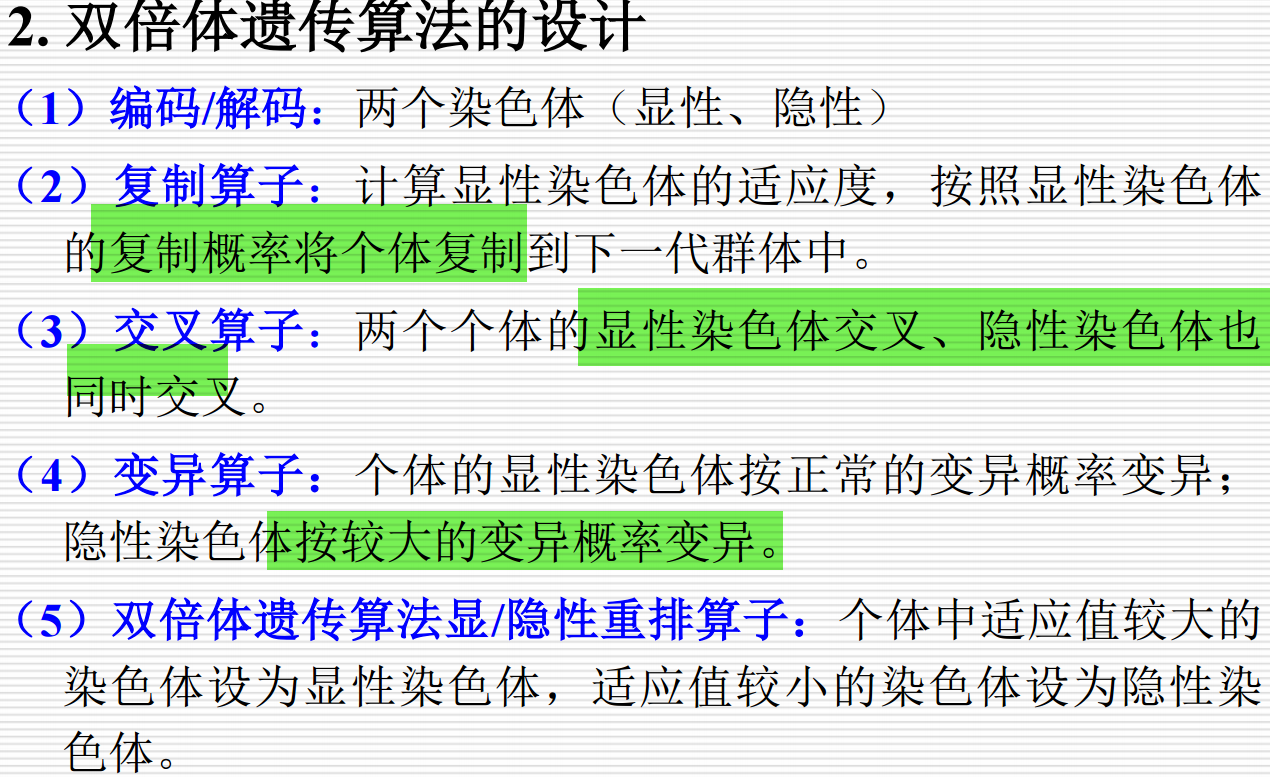 2. 双倍体遗传算法的设计
（1）编码/解码：两个染色体（显性、隐性）
（2）复制算子：计算显性染色体的适应度，按照显性染色体
的复制概率将个体复制到下一代群体中。
（3）交叉算子：两个个体的显性染色体交叉、隐性染色体也
同时交叉。
（4）变异算子：个体的显性染色体按正常的变异概率变异；
隐性染色体按较大的变异概率变异。
（5）双倍体遗传算法显/隐性重排算子：个体中适应值较大的
染色体设为显性染色体，适应值较小的染色体设为隐性染
色体。